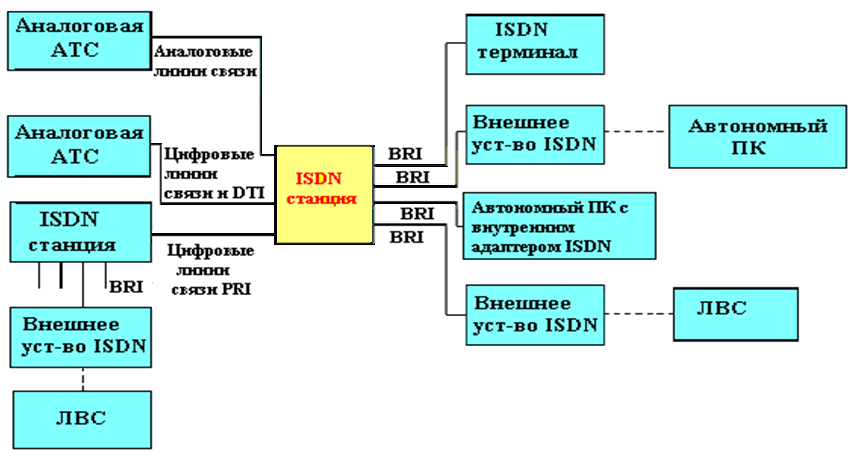 Аналоговая
АТС
Аналоговые
линии связи
Аналоговая
АТС
Цифровые
линии
связи и DTI
ISDN
станция
Цифровые
линии
связи PRI
BRI
Внешнее
уст-во ISDN
ЛВС
ISDN
станция
BRI
BRI
BRI
BRI
ISDN
терминал
Внешнее
уст-во ISDN
Автономный
ПК
Автономный ПК с
внутренним
адаптером ISDN
Внешнее
уст-во ISDN
ЛВС